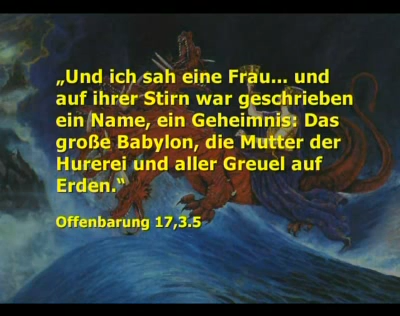 „Und ich sah eine Frau... und
auf ihrer Stirn war geschrieben
ein Name, ein Geheimnis: Das
große Babylon, die Mutter der
Hurerei und aller Greuel auf
Erden.“
Offenbarung 17,3.5